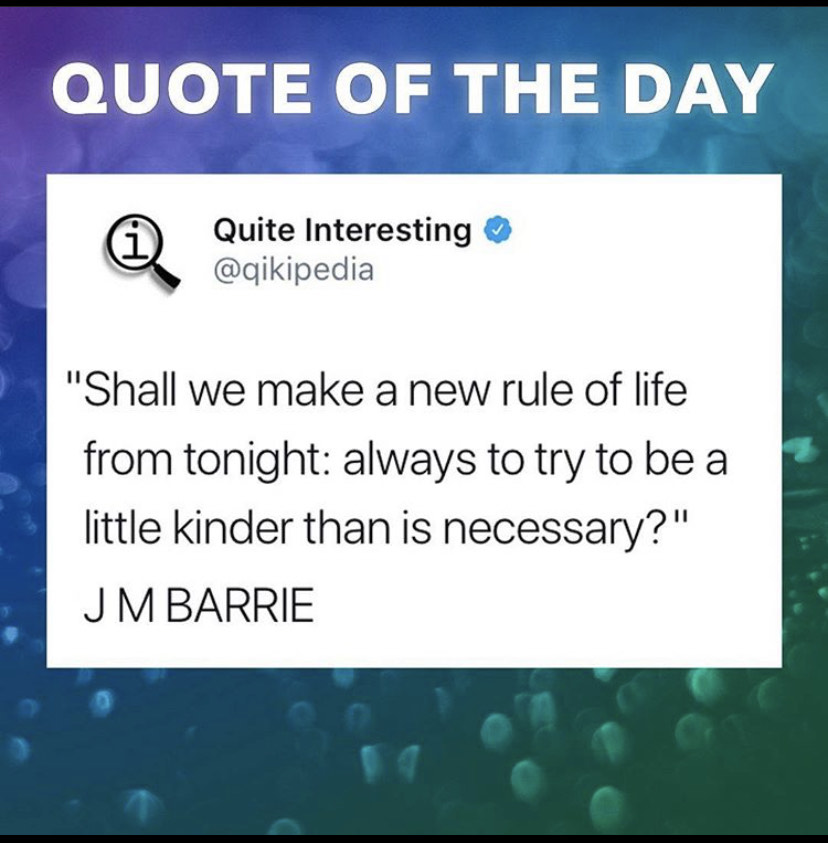 QUOTE OF THE DAY
i
Quite Interesting
@qikipedia
"Shall we make a new rule of life
from tonight: always to try to be a
little kinder than is necessary?"
J M BARRIE